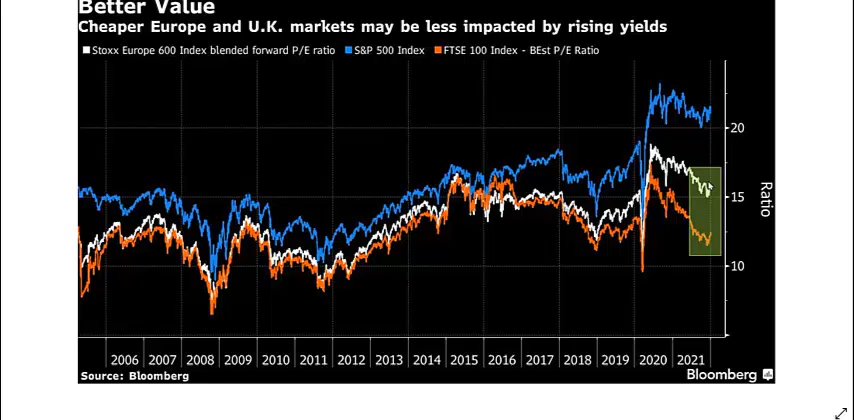 Better Value
Cheaper Europe and U.K. markets may be less impacted by rising yields
Stoxx Europe 600 Index blended forward P/E ratio S&P 500 Index FTSE 100 Index - BEst P/E Ratio
20
15
10
Ratio
2006 2007 2008 2009 2010 2011 2012 2013 2014 2015 2016 2017 2018 2019 2020 2021
Source: Bloomberg Bloomberg